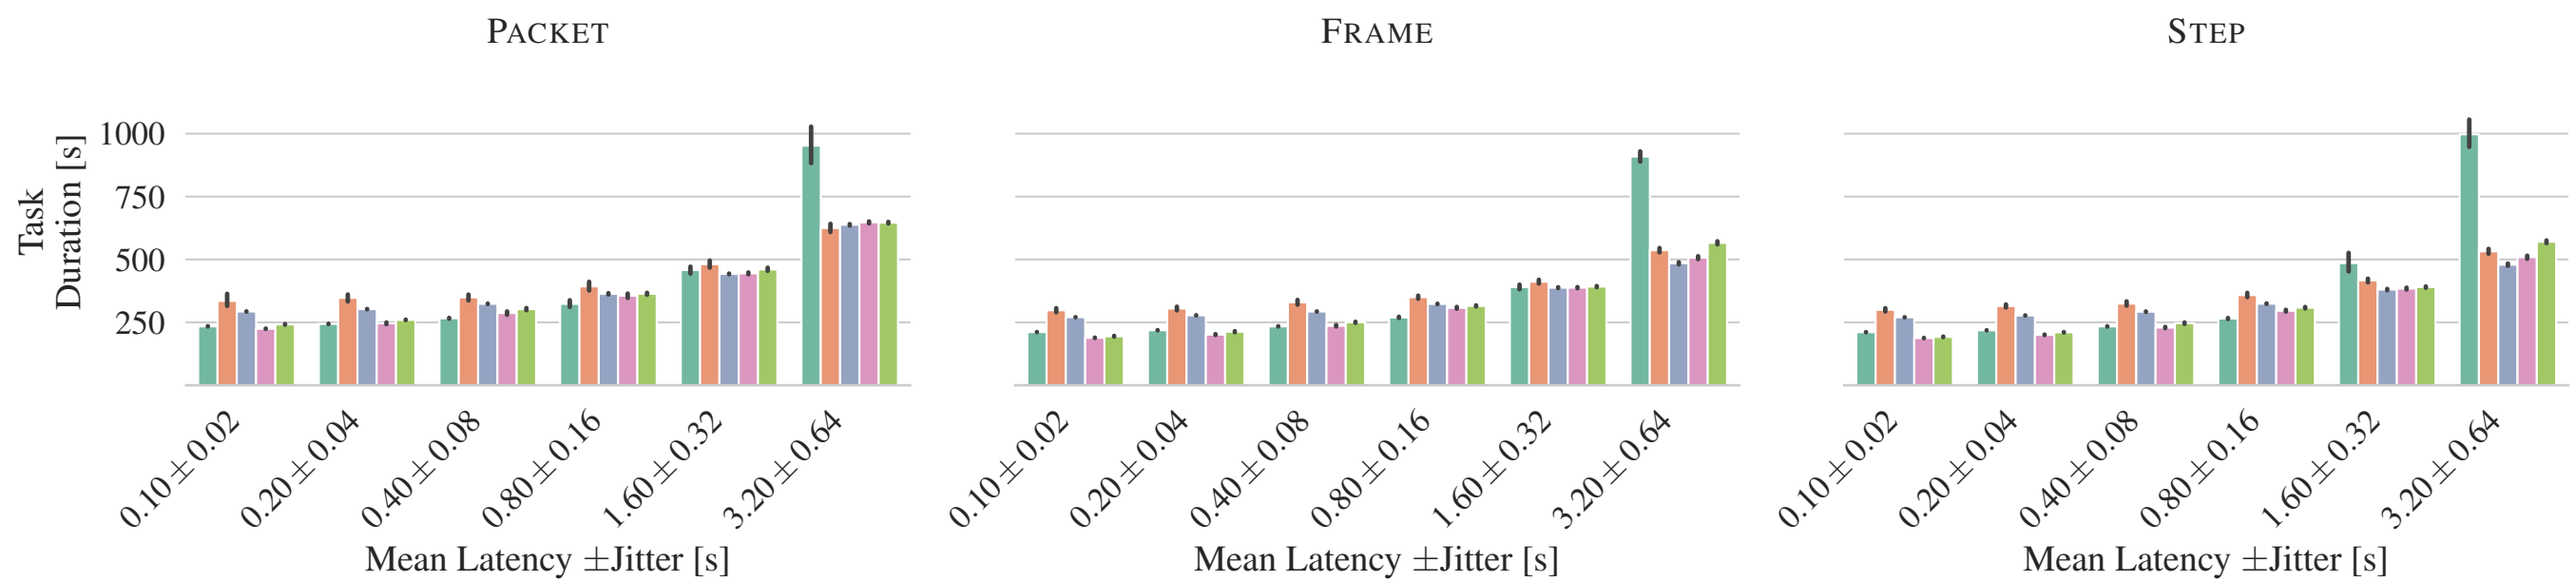 PACKET
FRAME
STEP
Task
Duration [s]
1000
750
500
250
0.10±0.02
0.20±0.04
0.40±0.08
0.80±0.16
1.60±0.32
3.20±0.64
Mean Latency ±Jitter [s]
0.10±0.02
0.20±0.04
0.40±0.08
0.80±0.16
1.60±0.32
3.20±0.64
Mean Latency ±Jitter [s]
0.10±0.02
0.20±0.04
0.40±0.08
0.80±0.16
1.60±0.32
3.20±0.64
Mean Latency ±Jitter [s]